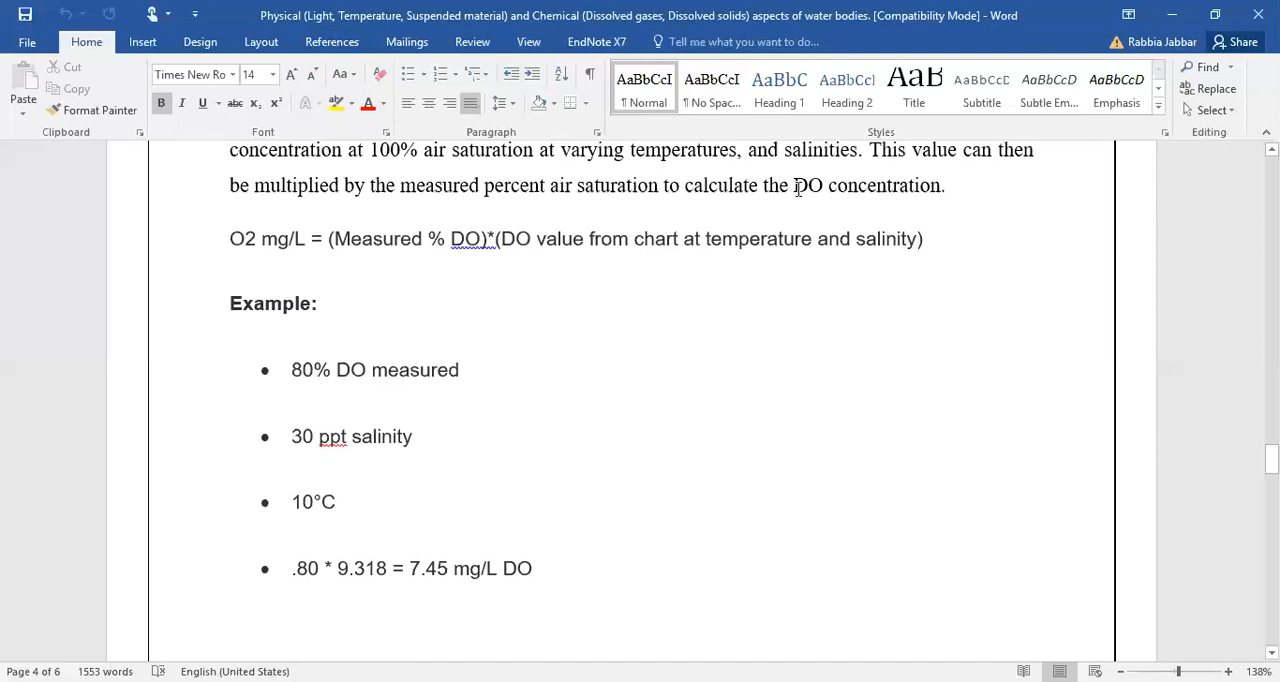 Physical (Light, Temperature, Suspended material) and Chemical (Dissolved gases, Dissolved solids) aspects of water bodies. [Compatibility Mode] - Word
File Home Insert Design Layout References Mailings Review View EndNote X7 Tell me what you want to do... Rabbia Jabbar Share
Cut
Copy
Format Painter
Paste
Clipboard
Times New Ro 14
Font
Paragraph
AaBbCcI AaBbCcI AaBbC AaBbCcI AaB AaBbCcD AaBbCcD AaBbCcD
¶ Normal ¶ No Spac... Heading 1 Heading 2 Title Subtitle Subtle Em... Emphasis
Styles
Find
Replace
Select
Editing
concentration at 100% air saturation at varying temperatures, and salinities. This value can then
be multiplied by the measured percent air saturation to calculate the DO concentration.
O2 mg/L = (Measured % DO)*(DO value from chart at temperature and salinity)
Example:
• 80% DO measured
• 30 ppt salinity
• 10°C
• .80 * 9.318 = 7.45 mg/L DO
Page 4 of 6 1553 words English (United States) 138%